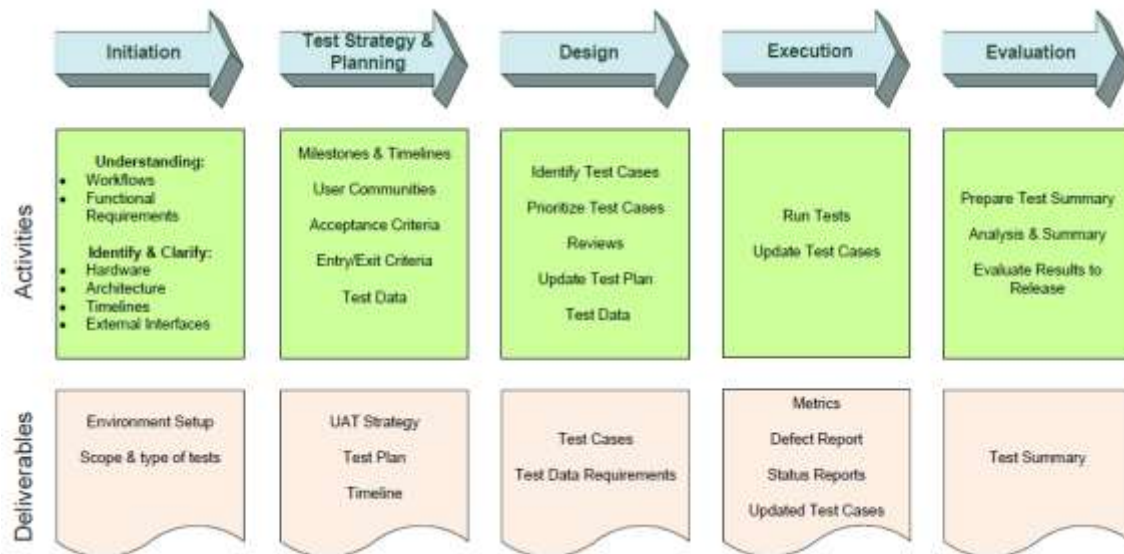 Initiation
Test Strategy &
Planning
Design
Execution
Evaluation
Activities
Understanding:
• Workflows
• Functional
Requirements
Identify & Clarify:
• Hardware
• Architecture
• Timelines
• External Interfaces
Milestones & Timelines
User Communities
Acceptance Criteria
Entry/Exit Criteria
Test Data
Identify Test Cases
Prioritize Test Cases
Reviews
Update Test Plan
Test Data
Run Tests
Update Test Cases
Prepare Test Summary
Analysis & Summary
Evaluate Results to
Release
Deliverables
Environment Setup
Scope & type of tests
UAT Strategy
Test Plan
Timeline
Test Cases
Test Data Requirements
Metrics
Defect Report
Status Reports
Updated Test Cases
Test Summary